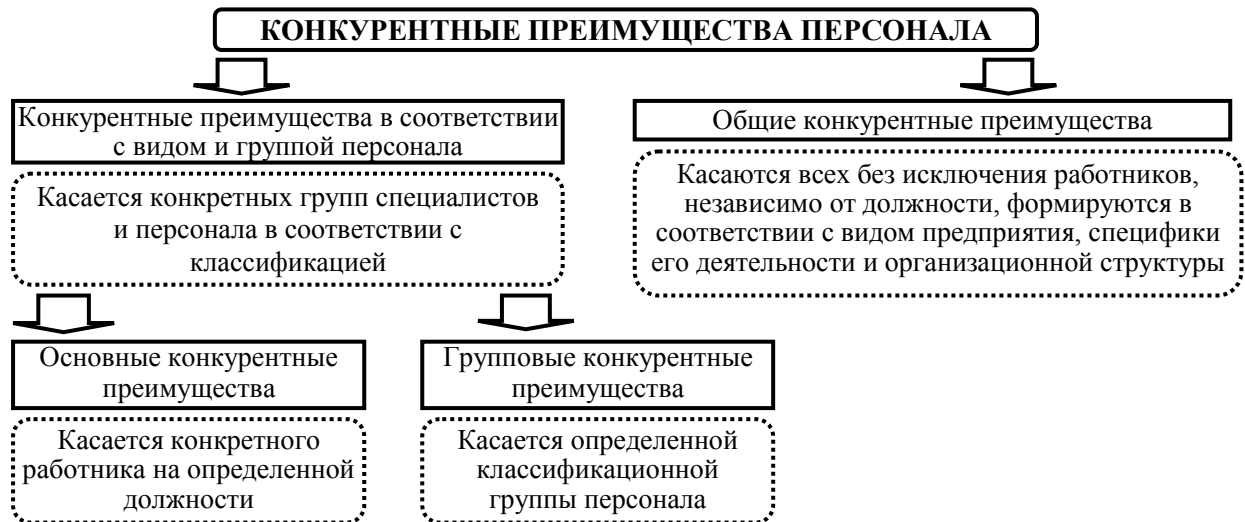 КОНКУРЕНТНЫЕ ПРЕИМУЩЕСТВА ПЕРСОНАЛА
Конкурентные преимущества в соответствии
с видом и группой персонала
Касается конкретных групп специалистов
и персонала в соответствии с
классификацией
Общие конкурентные преимущества
Касаются всех без исключения работников,
независимо от должности, формируются в
соответствии с видом предприятия, специфики
его деятельности и организационной структуры
Основные конкурентные
преимущества
Касается конкретного
работника на определенной
должности
Групповые конкурентные
преимущества
Касается определенной
классификационной
группы персонала